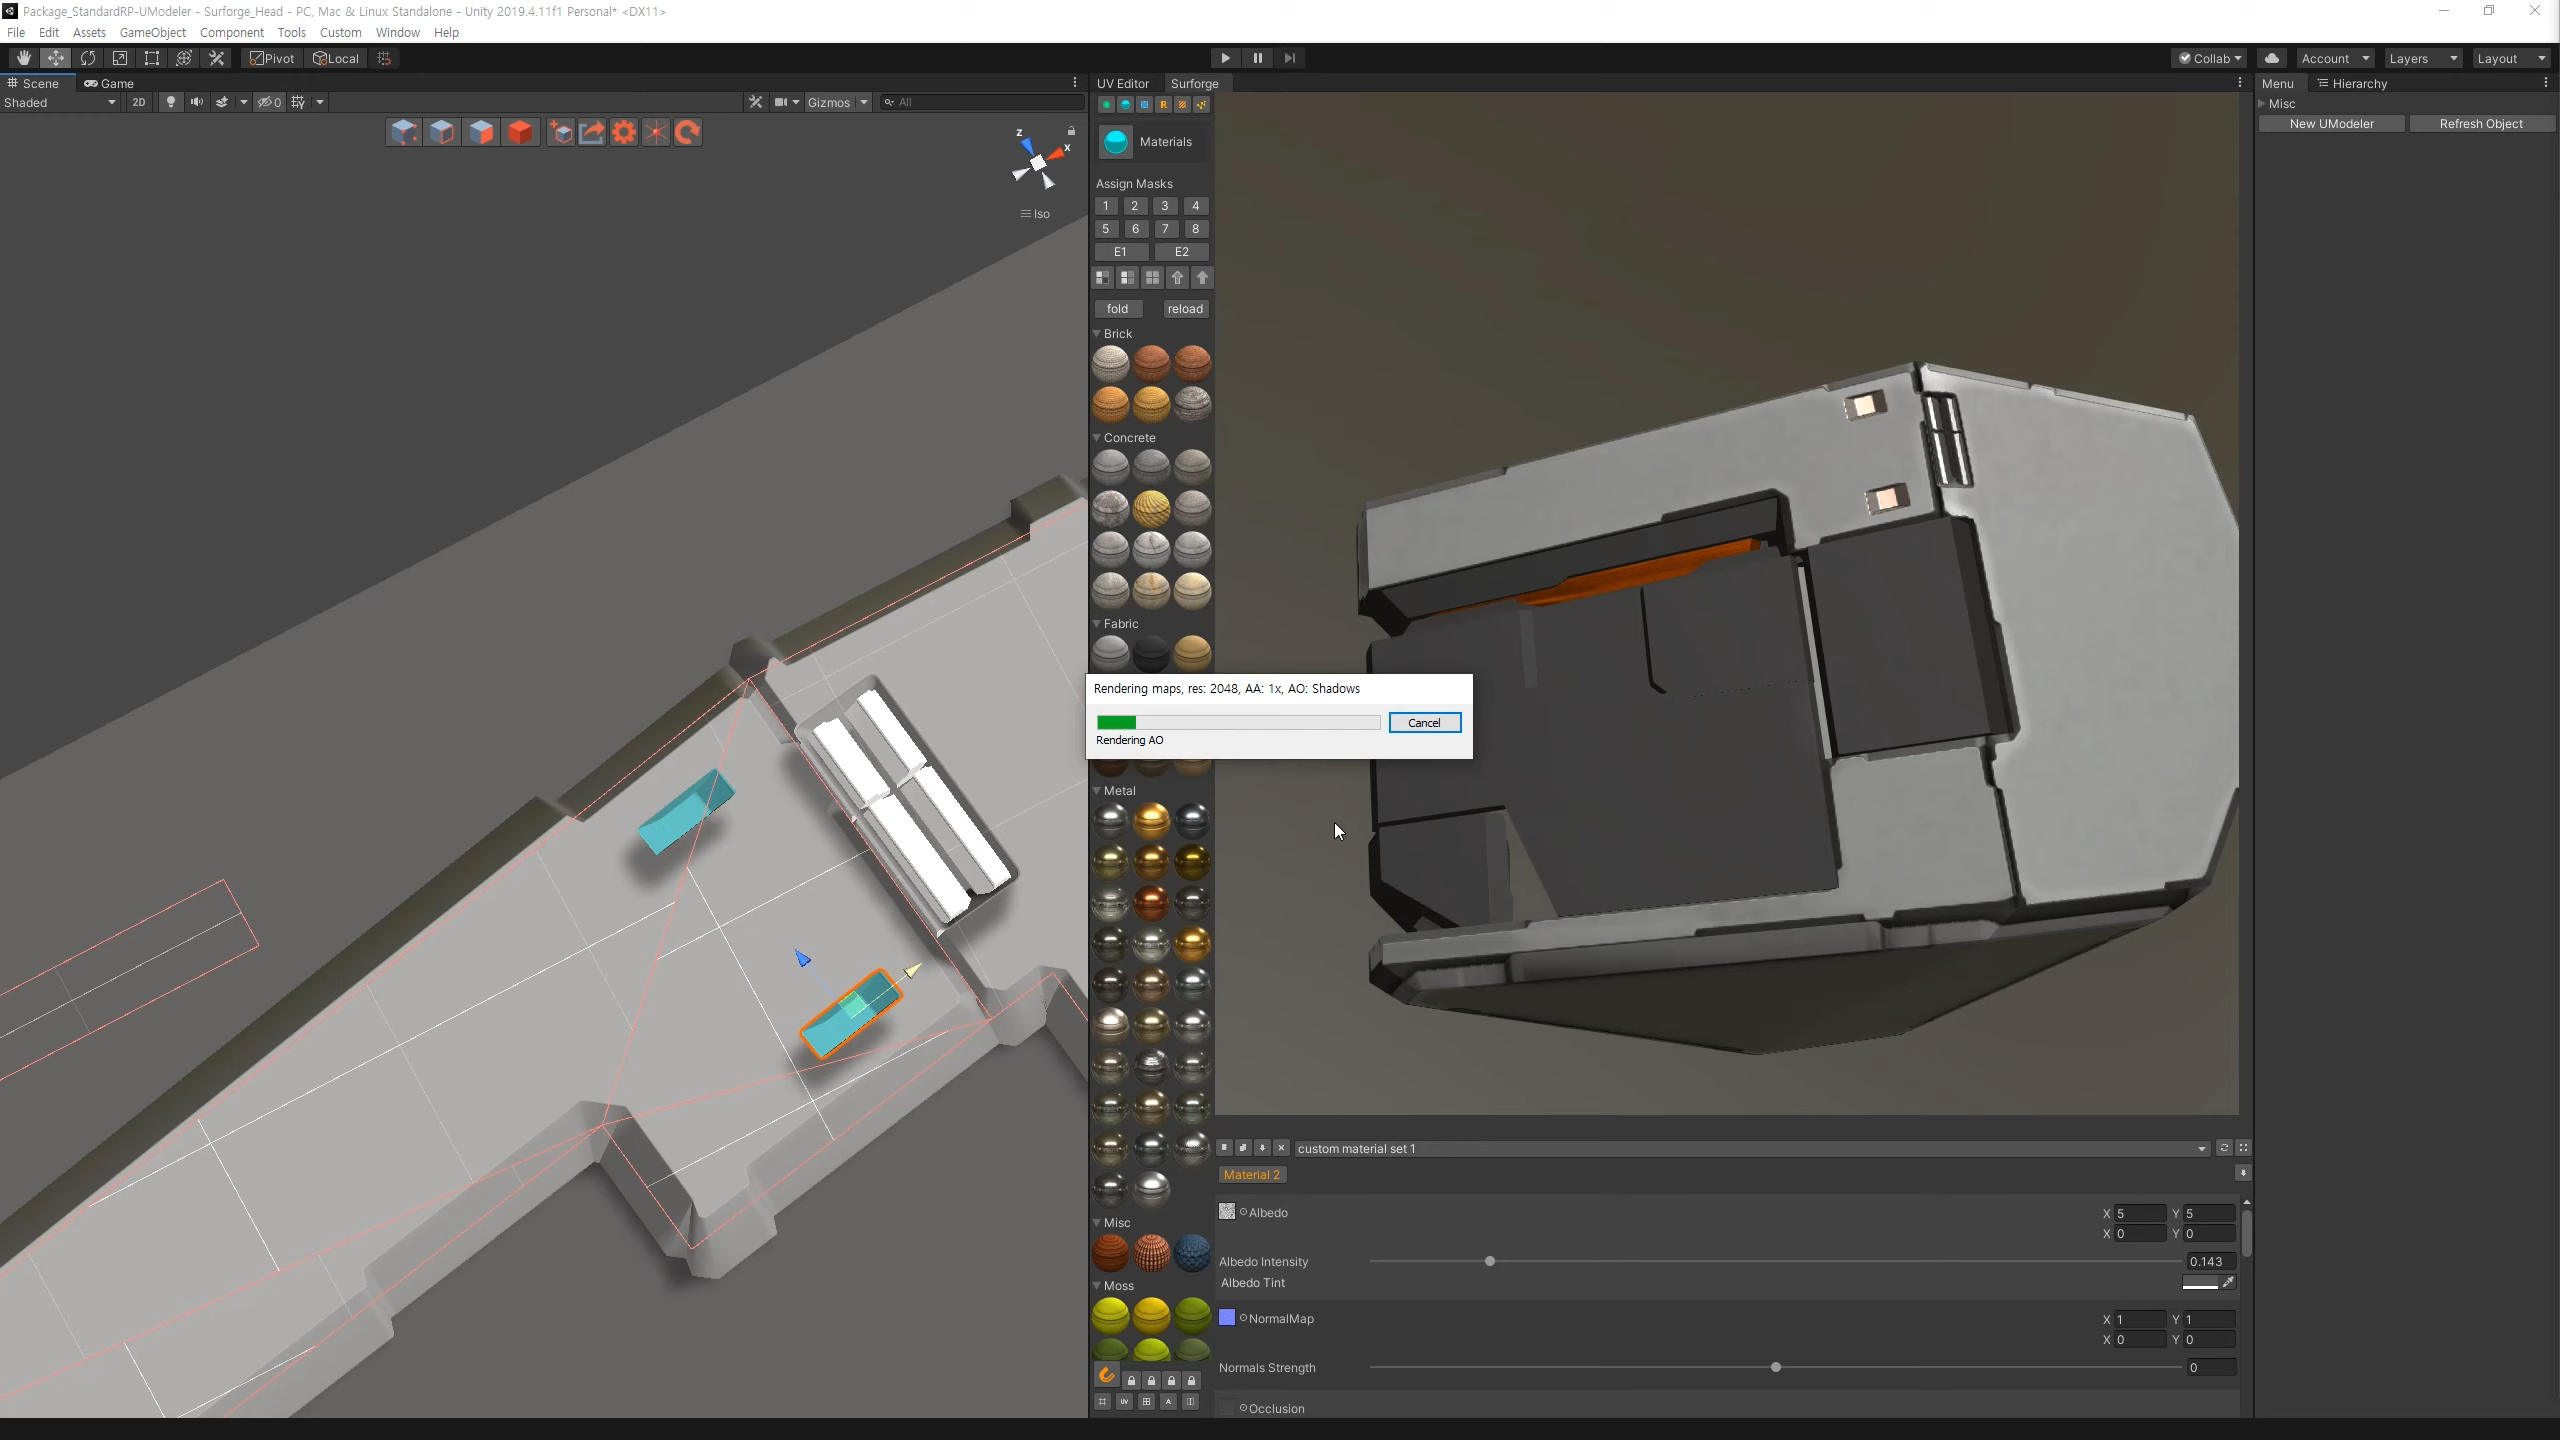 Package_StandardRP-UModeler - Surforge_Head - PC, Mac & Linux Standalone - Unity 2019.4.11f1 Personal* <DX11>
File Edit Assets GameObject Component Tools Custom Window Help
Pivot Local Collab Account Layers Layout
Scene Game
Shaded 2D 0 Gizmos All
z
x
Iso
UV Editor Surforge
R
Materials
Assign Masks
1 2 3 4
5 6 7 8
E1 E2
fold reload
Brick
Concrete
Fabric
Rendering maps, res: 2048, AA: 1x, AO: Shadows
Cancel
Rendering AO
Metal
Misc
Moss
UV A
custom material set 1
Material 2
Albedo X 5 Y 5
X 0 Y 0
Albedo Intensity 0.143
Albedo Tint
NormalMap X 1 Y 1
X 0 Y 0
Normals Strength 0
Occlusion
Menu Hierarchy
Misc
New UModeler Refresh Object